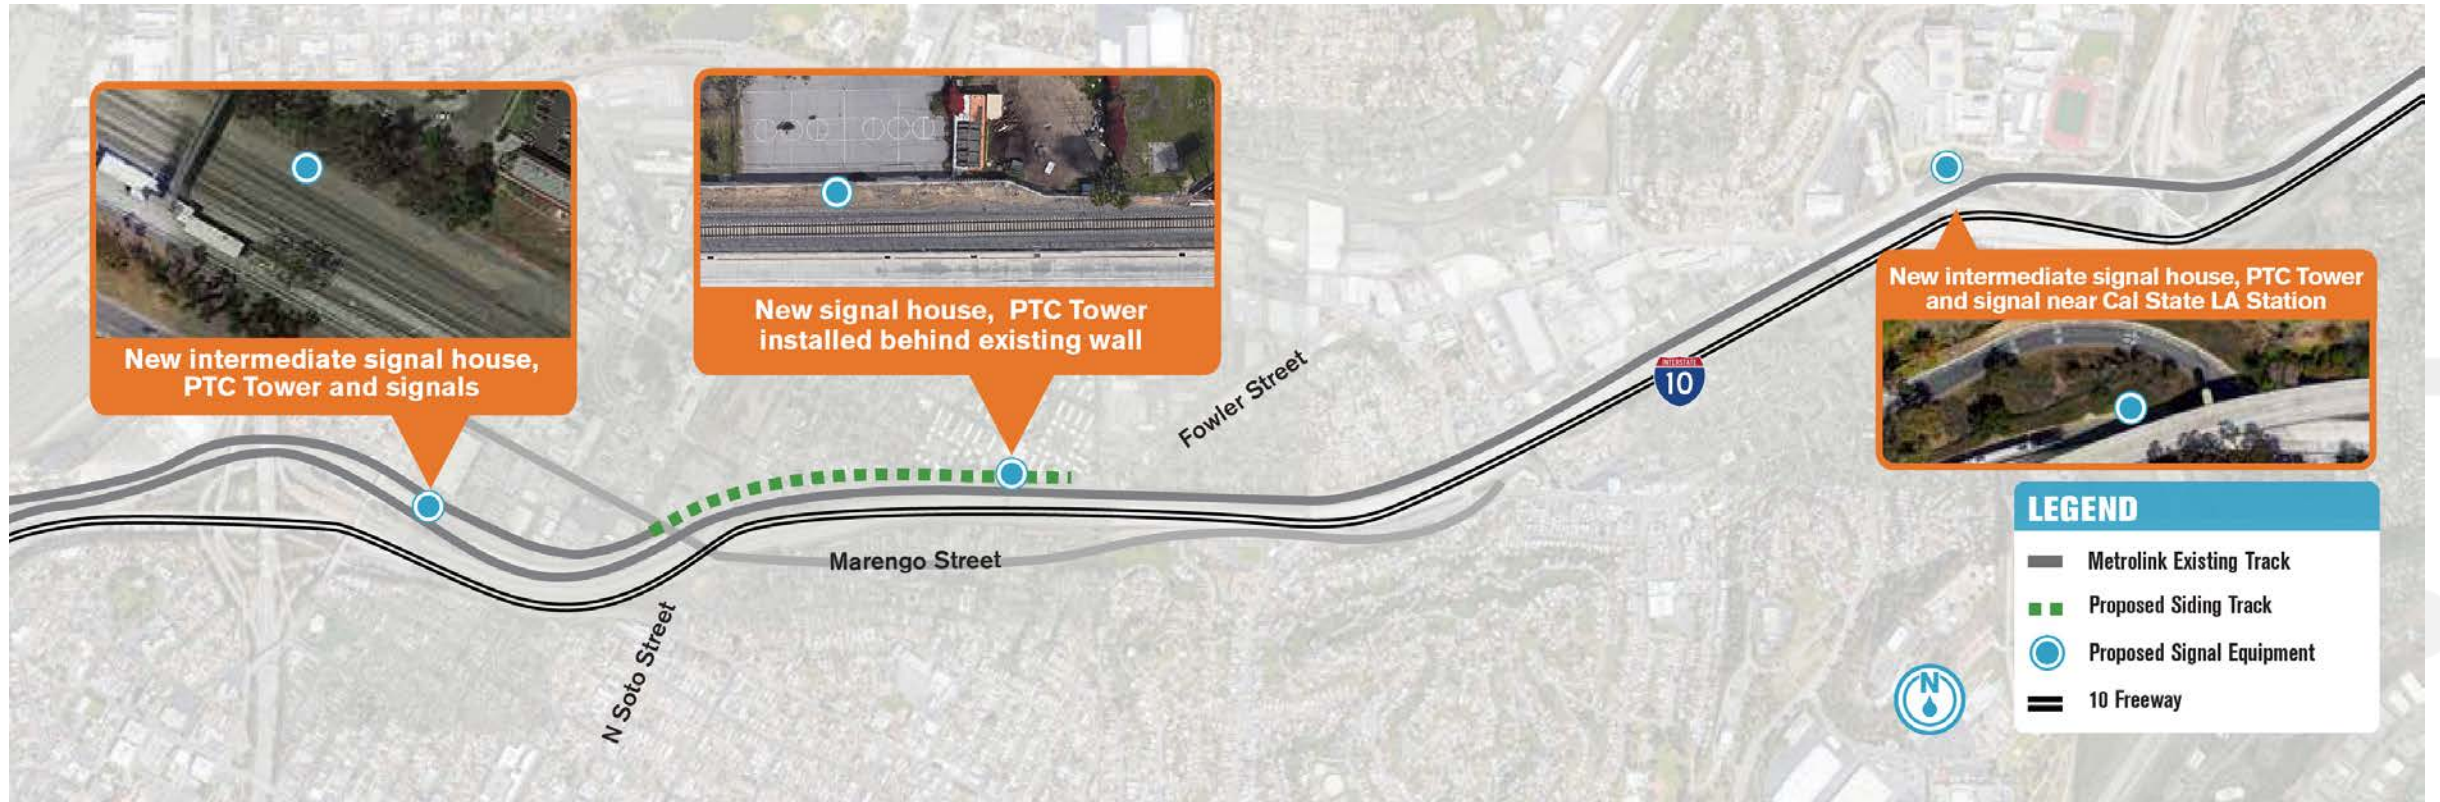 New intermediate signal house,
PTC Tower and signals
New signal house, PTC Tower
installed behind existing wall
New intermediate signal house, PTC Tower
and signal near Cal State LA Station
Fowler Street
INTERSTATE
10
Marengo Street
N Soto Street
LEGEND
Metrolink Existing Track
Proposed Siding Track
Proposed Signal Equipment
10 Freeway
N